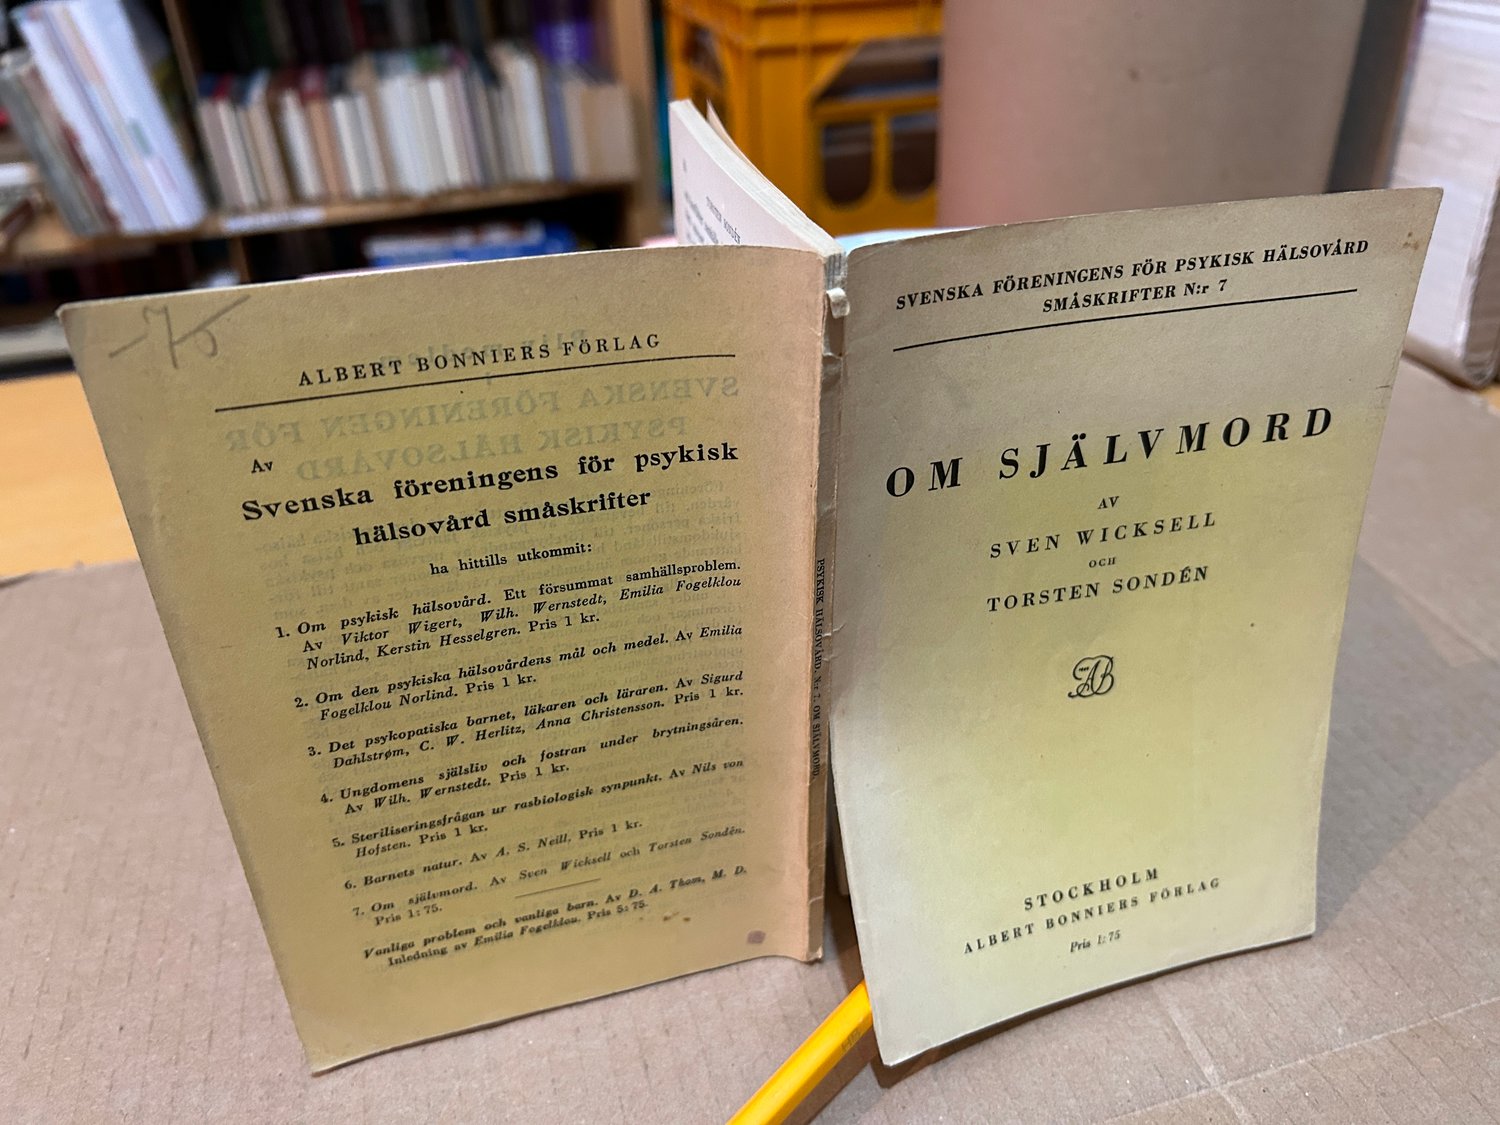 -75
ALBERT BONNIERS FÖRLAG
Av
Svenska föreningens för psykisk
hälsovård småskrifter
ha hittills utkommit:
1. Om psykisk hälsovård. Ett försummat samhällsproblem.
Av Viktor Wigert, Wilh. Wernstedt, Emilia Fogelklou
Norlind, Kerstin Hesselgren. Pris 1 kr.
2. Om den psykiska hälsovårdens mål och medel. Av Emilia
Fogelklou Norlind. Pris 1 kr.
3. Det psykopatiska barnet, läkaren och läraren. Av Sigurd
Dahlstrøm, C. W. Herlitz, Anna Christensson. Pris 1 kr.
4. Ungdomens själsliv och fostran under brytningsåren.
Av Wilh. Wernstedt. Pris 1 kr.
5. Steriliseringsfrågan ur rasbiologisk synpunkt. Av Nils von
Hofsten. Pris 1 kr.
6. Barnets natur. Av A. S. Neill. Pris 1 kr.
7. Om självmord. Av Sven Wicksell och Torsten Sondén.
Pris 1:75.
Vanliga problem och vanliga barn. Av D. A. Thom, M. D.
Inledning av Emilia Fogelklou. Pris 5:75.
PSYKISK HÄLSOVÅRD. N:r 7. OM SJÄLVMORD.
TORSTEN SONDÉN
SVENSKA FÖRENINGENS FÖR PSYKISK HÄLSOVÅRD
SMÅSKRIFTER N:r 7
OM SJÄLVMORD
AV
SVEN WICKSELL
OCH
TORSTEN SONDÉN
AB
STOCKHOLM
ALBERT BONNIERS FÖRLAG
Pris 1:75